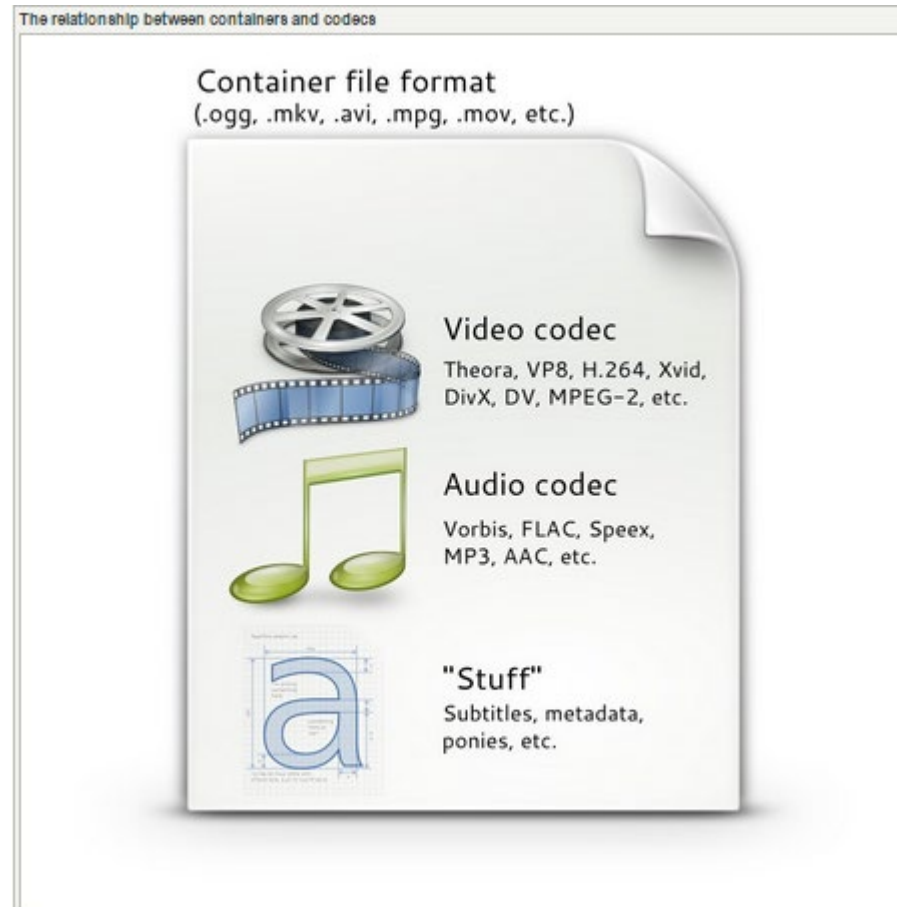 The relationship between containers and codecs
Container file format
(.ogg, .mkv, .avi, .mpg, .mov, etc.)
Video codec
Theora, VP8, H.264, Xvid,
DivX, DV, MPEG-2, etc.
Audio codec
Vorbis, FLAC, Speex,
MP3, AAC, etc.
a
"Stuff"
Subtitles, metadata,
ponies, etc.